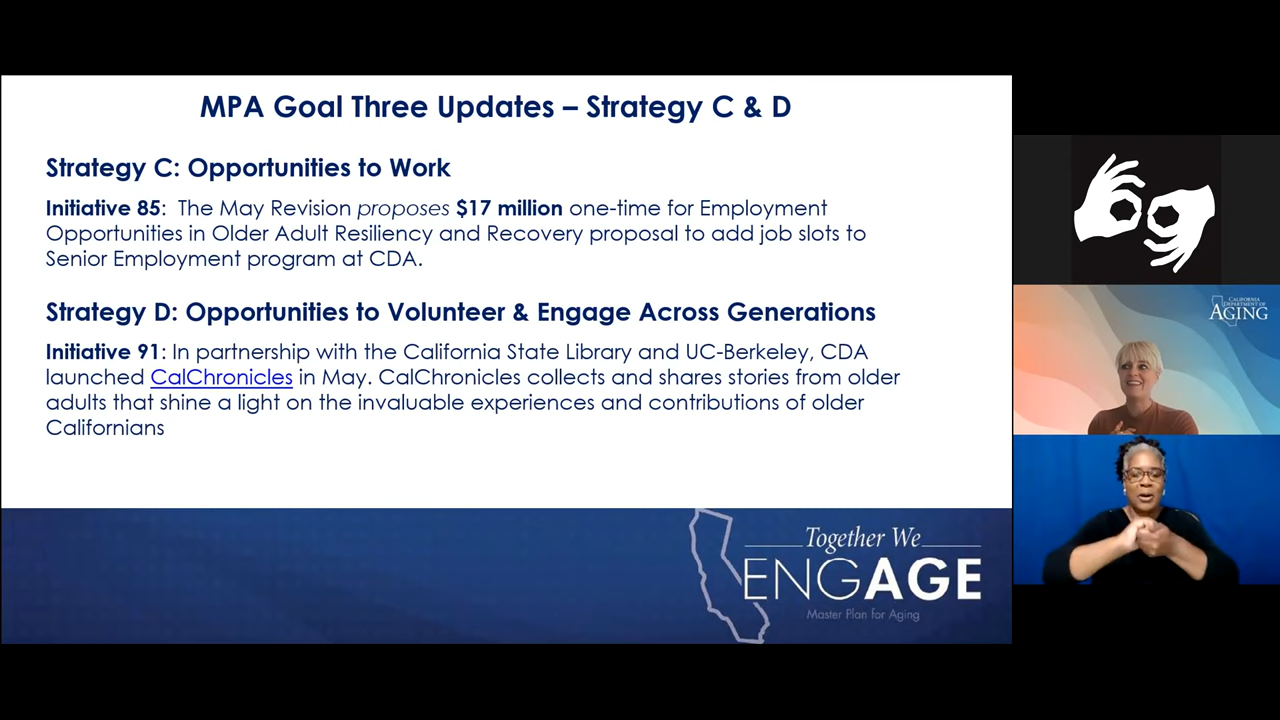 MPA Goal Three Updates – Strategy C & D
Strategy C: Opportunities to Work
Initiative 85:  The May Revision proposes $17 million one-time for Employment
Opportunities in Older Adult Resiliency and Recovery proposal to add job slots to
Senior Employment program at CDA.
Strategy D: Opportunities to Volunteer & Engage Across Generations
Initiative 91: In partnership with the California State Library and UC-Berkeley, CDA
launched CalChronicles in May. CalChronicles collects and shares stories from older
adults that shine a light on the invaluable experiences and contributions of older
Californians
Together We
ENGAGE
Master Plan for Aging
CALIFORNIA
DEPARTMENT OF
AGING